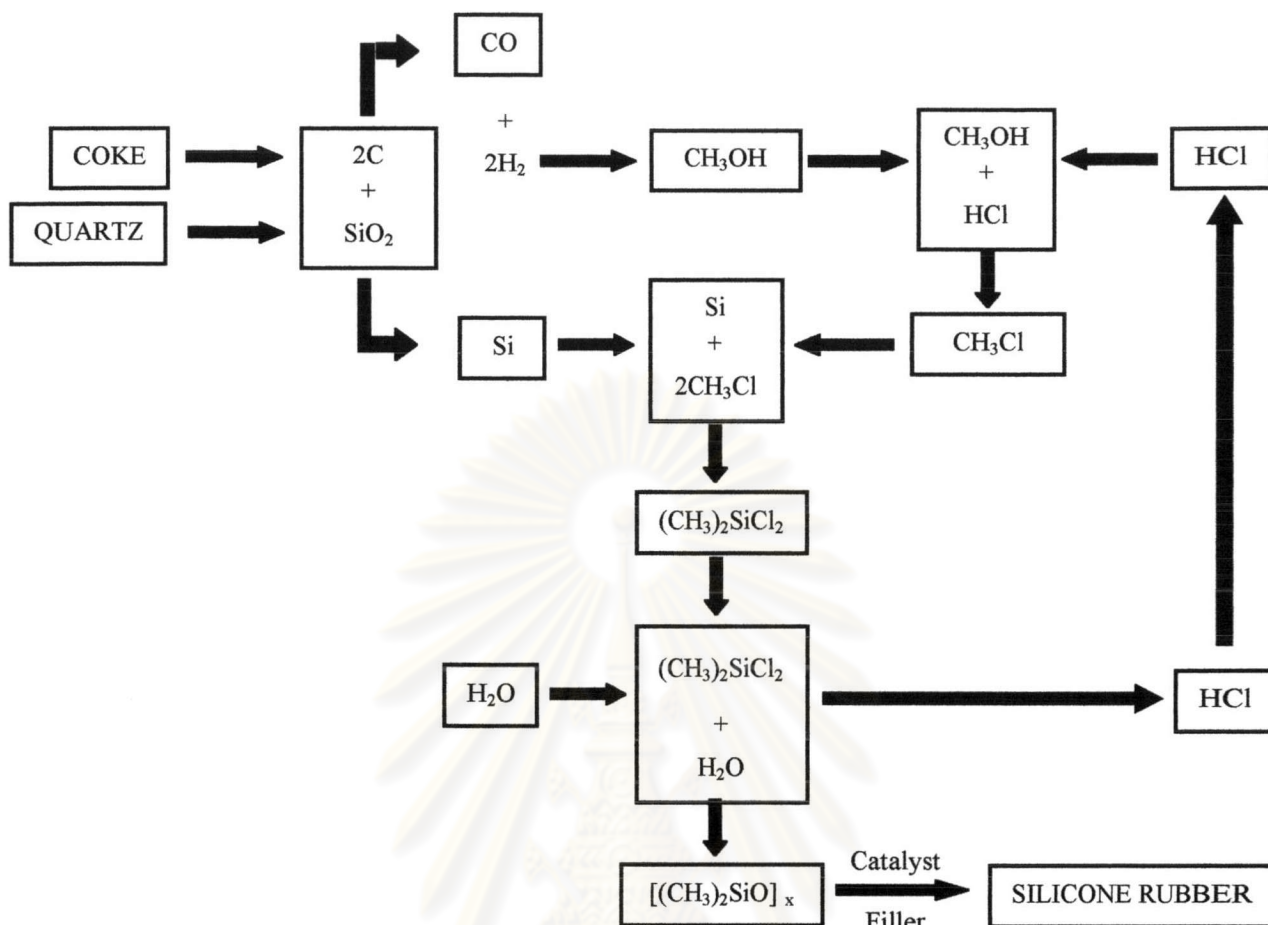 CO
+
2H₂
COKE
QUARTZ
2C
+
SiO₂
CH₃OH
CH₃OH
+
HCl
HCl
Si
Si
+
2CH₃Cl
CH₃Cl
(CH₃)₂SiCl₂
H₂O
(CH₃)₂SiCl₂
+
H₂O
HCl
[(CH₃)₂SiO] ₓ
Catalyst
Filler
SILICONE RUBBER